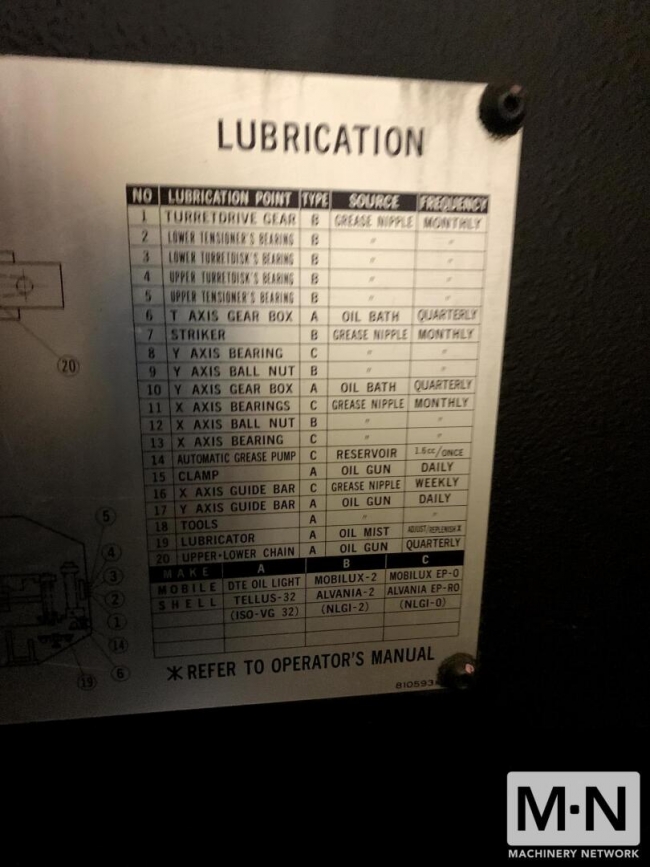 LUBRICATION
NO LUBRICATION POINT TYPE SOURCE FREQUENCY
1 TURRETDRIVE GEAR B GREASE NIPPLE MONTHLY
2 LOWER TENSIONER'S BEARING B 〃 〃
3 LOWER TURRETDISK'S BEARING B 〃 〃
4 UPPER TURRETDISK'S BEARING B 〃 〃
5 UPPER TENSIONER'S BEARING B 〃 〃
6 T AXIS GEAR BOX A OIL BATH QUARTERLY
7 STRIKER B GREASE NIPPLE MONTHLY
8 Y AXIS BEARING C 〃 〃
9 Y AXIS BALL NUT B 〃 〃
10 Y AXIS GEAR BOX A OIL BATH QUARTERLY
11 X AXIS BEARINGS C GREASE NIPPLE MONTHLY
12 X AXIS BALL NUT B 〃 〃
13 X AXIS BEARING C 〃 〃
14 AUTOMATIC GREASE PUMP C RESERVOIR 1.6cc/ONCE
15 CLAMP A OIL GUN DAILY
16 X AXIS GUIDE BAR C GREASE NIPPLE WEEKLY
17 Y AXIS GUIDE BAR A OIL GUN DAILY
18 TOOLS A 〃 〃
19 LUBRICATOR A OIL MIST ADJUST/REPLENISH X
20 UPPER·LOWER CHAIN A OIL GUN QUARTERLY
MAKE A B C
MOBILE DTE OIL LIGHT MOBILUX-2 MOBILUX EP-0
SHELL TELLUS-32 ALVANIA-2 ALVANIA EP-RO
(ISO-VG 32) (NLGI-2) (NLGI-0)
※ REFER TO OPERATOR'S MANUAL
810593
20
5
4
3
2
1
14
6
19
M·N
MACHINERY NETWORK